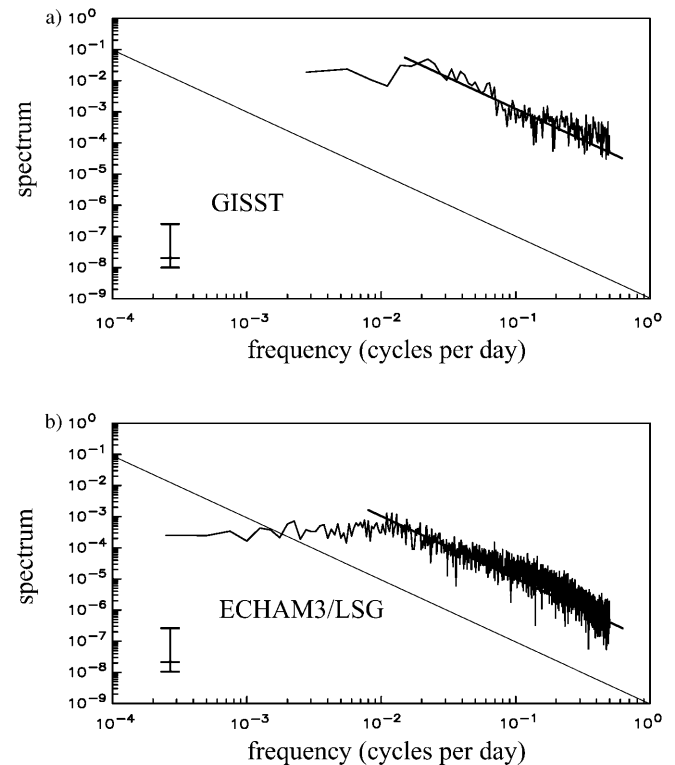 a)
10⁰
10⁻¹
10⁻²
10⁻³
10⁻⁴
10⁻⁵
10⁻⁶
10⁻⁷
10⁻⁸
10⁻⁹
spectrum
GISST
10⁻⁴ 10⁻³ 10⁻² 10⁻¹ 10⁰
frequency (cycles per day)
b)
10⁰
10⁻¹
10⁻²
10⁻³
10⁻⁴
10⁻⁵
10⁻⁶
10⁻⁷
10⁻⁸
10⁻⁹
spectrum
ECHAM3/LSG
10⁻⁴ 10⁻³ 10⁻² 10⁻¹ 10⁰
frequency (cycles per day)